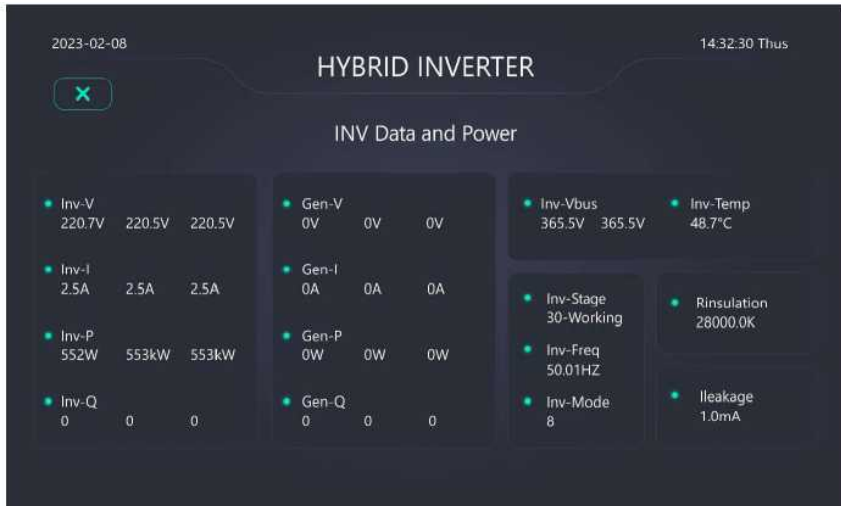 2023-02-08
14:32:30 Thus
HYBRID INVERTER
INV Data and Power
Inv-V
220.7V 220.5V 220.5V
Inv-I
2.5A 2.5A 2.5A
Inv-P
552W 553kW 553kW
Inv-Q
0 0 0
Gen-V
0V 0V 0V
Gen-I
0A 0A 0A
Gen-P
0W 0W 0W
Gen-Q
0 0 0
Inv-Vbus
365.5V 365.5V
Inv-Temp
48.7°C
Inv-Stage
30-Working
Inv-Freq
50.01HZ
Inv-Mode
8
Rinsulation
28000.0K
Ileakage
1.0mA